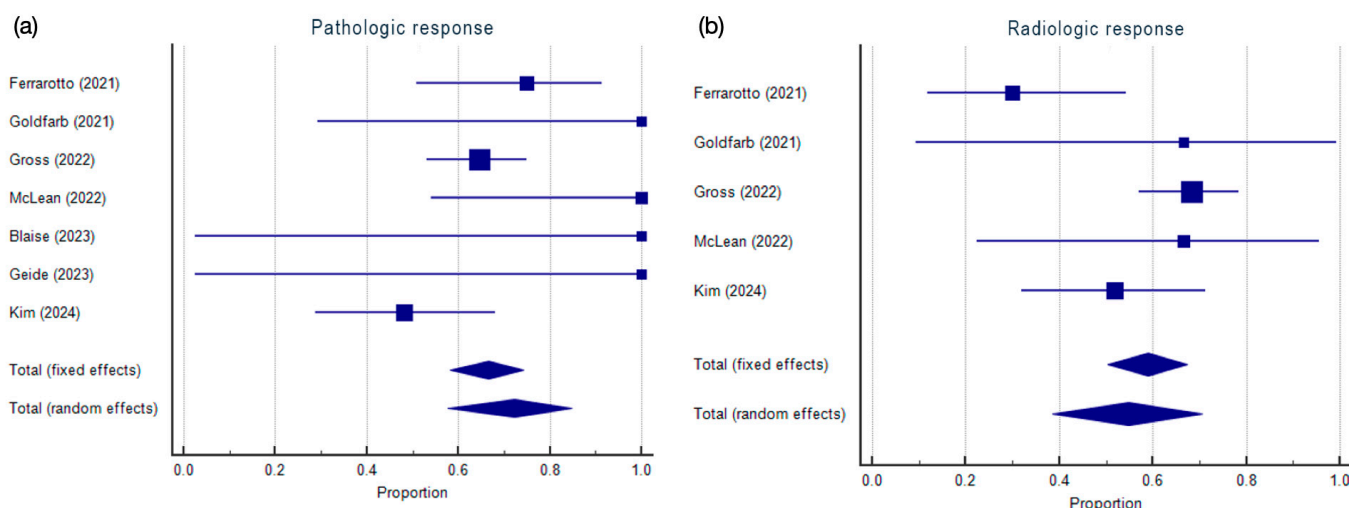 (a)
Pathologic response
Ferrarotto (2021)
Goldfarb (2021)
Gross (2022)
McLean (2022)
Blaise (2023)
Geide (2023)
Kim (2024)
Total (fixed effects)
Total (random effects)
0.0 0.2 0.4 0.6 0.8 1.0
Proportion
(b)
Radiologic response
Ferrarotto (2021)
Goldfarb (2021)
Gross (2022)
McLean (2022)
Kim (2024)
Total (fixed effects)
Total (random effects)
0.0 0.2 0.4 0.6 0.8 1.0
Proportion